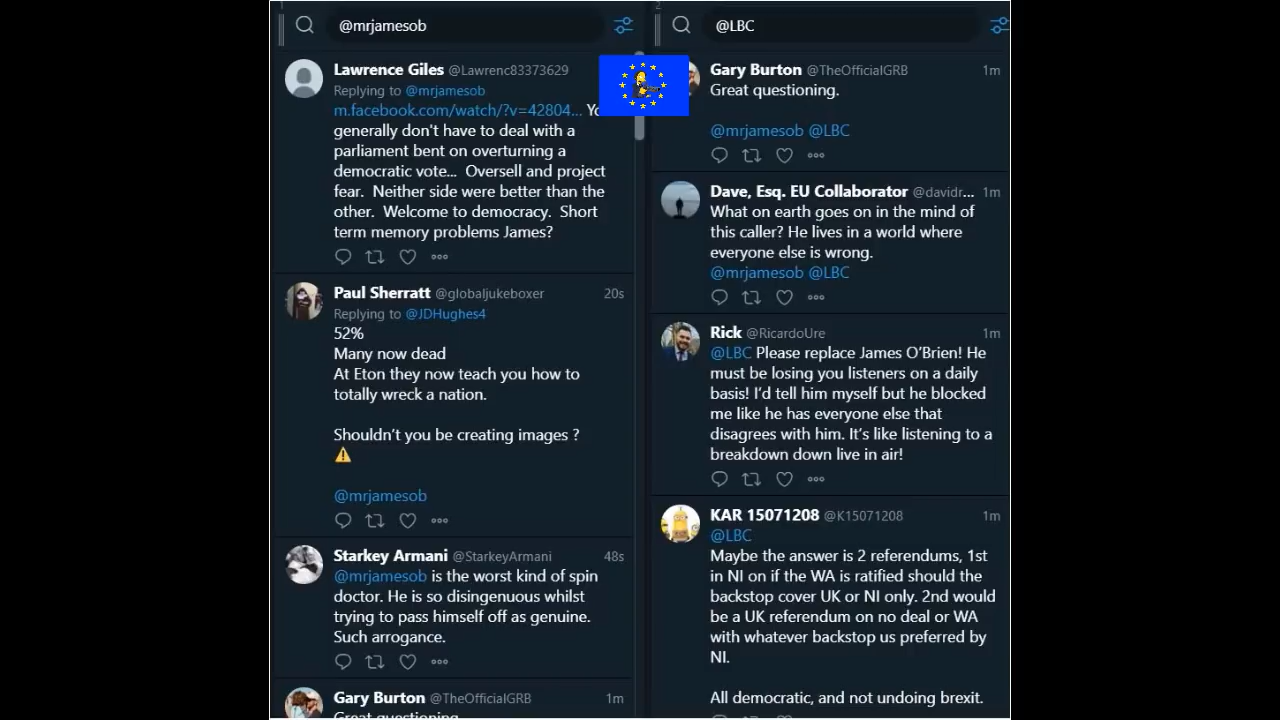 1
@mrjamesob
Lawrence Giles @Lawrenc83373629
Replying to @mrjamesob
m.facebook.com/watch/?v=42804...
generally don't have to deal with a
parliament bent on overturning a
democratic vote... Oversell and project
fear. Neither side were better than the
other. Welcome to democracy. Short
term memory problems James?
Paul Sherratt @globaljukeboxer 20s
Replying to @JDHughes4
52%
Many now dead
At Eton they now teach you how to
totally wreck a nation.
Shouldn't you be creating images ?
⚠️
@mrjamesob
Starkey Armani @StarkeyArmani 48s
@mrjamesob is the worst kind of spin
doctor. He is so disingenuous whilst
trying to pass himself off as genuine.
Such arrogance.
Gary Burton @TheOfficialGRB 1m
Great questioning.
2
@LBC
Gary Burton @TheOfficialGRB 1m
Great questioning.
@mrjamesob @LBC
Dave, Esq. EU Collaborator @davidr... 1m
What on earth goes on in the mind of
this caller? He lives in a world where
everyone else is wrong.
@mrjamesob @LBC
Rick @RicardoUre 1m
@LBC Please replace James O'Brien! He
must be losing you listeners on a daily
basis! I'd tell him myself but he blocked
me like he has everyone else that
disagrees with him. It's like listening to a
breakdown down live in air!
KAR 15071208 @K15071208 1m
@LBC
Maybe the answer is 2 referendums, 1st
in NI on if the WA is ratified should the
backstop cover UK or NI only. 2nd would
be a UK referendum on no deal or WA
with whatever backstop us preferred by
NI.
All democratic, and not undoing brexit.